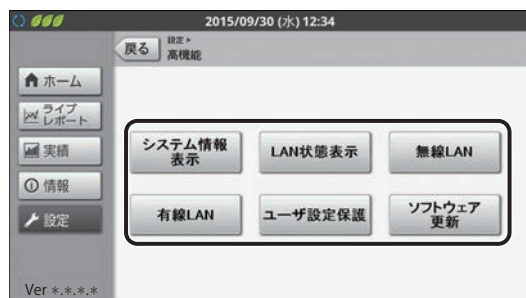 2015/09/30 (水) 12:34
戻る
設定 >
高機能
ホーム
ライブ
レポート
実績
情報
設定
システム情報
表示
LAN状態表示
無線LAN
有線LAN
ユーザ設定保護
ソフトウェア
更新
Ver *.*.*.*